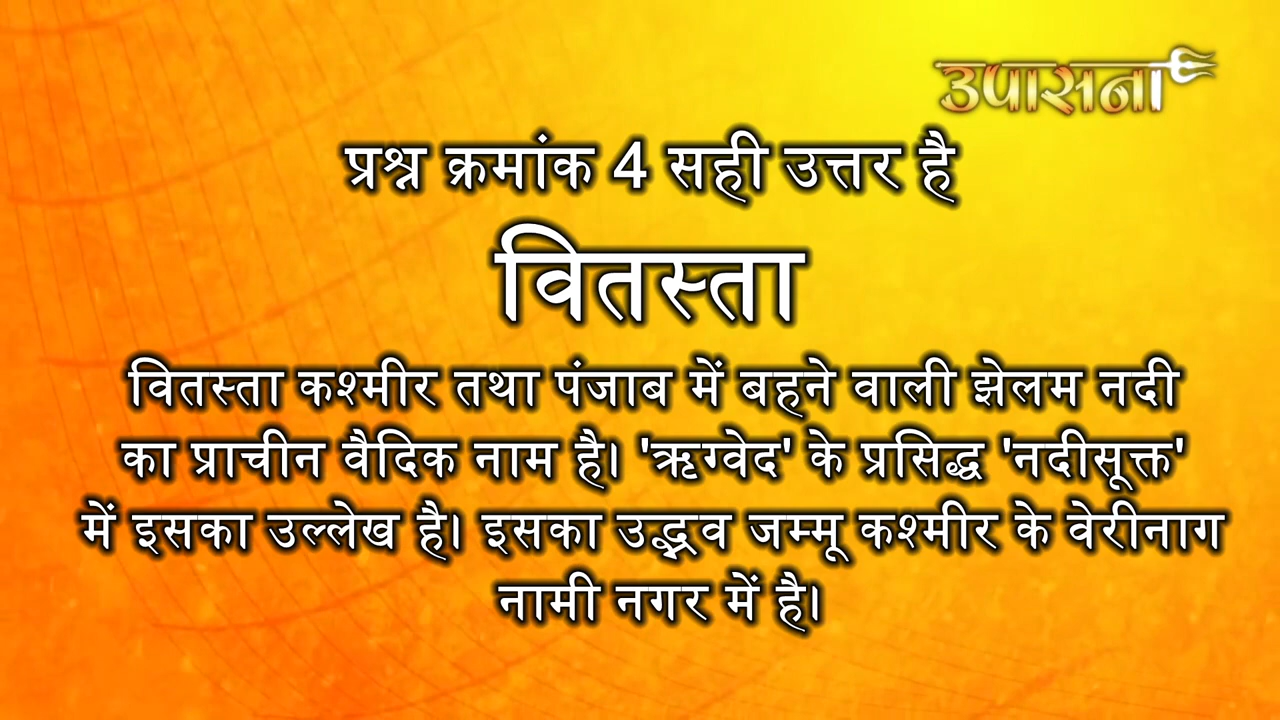 उपासना
प्रश्न क्रमांक 4 सही उत्तर है
वितस्ता
वितस्ता कश्मीर तथा पंजाब में बहने वाली झेलम नदी
का प्राचीन वैदिक नाम है। 'ऋग्वेद' के प्रसिद्ध 'नदीसूक्त'
में इसका उल्लेख है। इसका उद्भव जम्मू कश्मीर के वेरीनाग
नामी नगर में है।